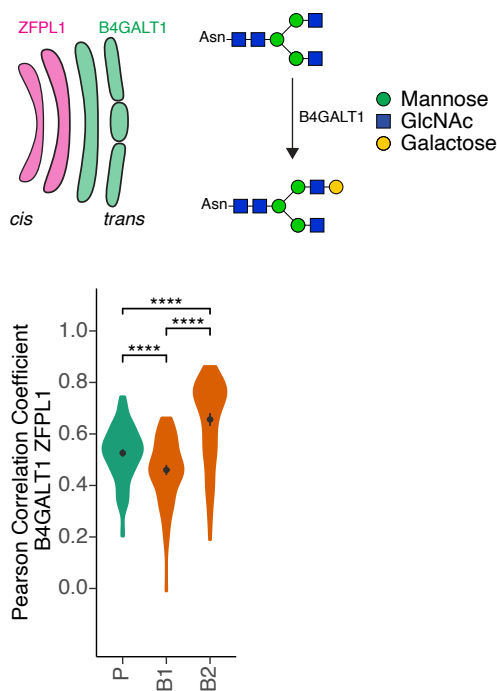 ZFPL1 B4GALT1
cis trans
Asn
B4GALT1
Asn
Mannose
GlcNAc
Galactose
Pearson Correlation Coefficient
B4GALT1 ZFPL1
1.0
0.8
0.6
0.4
0.2
0.0
****
****
****
P B1 B2